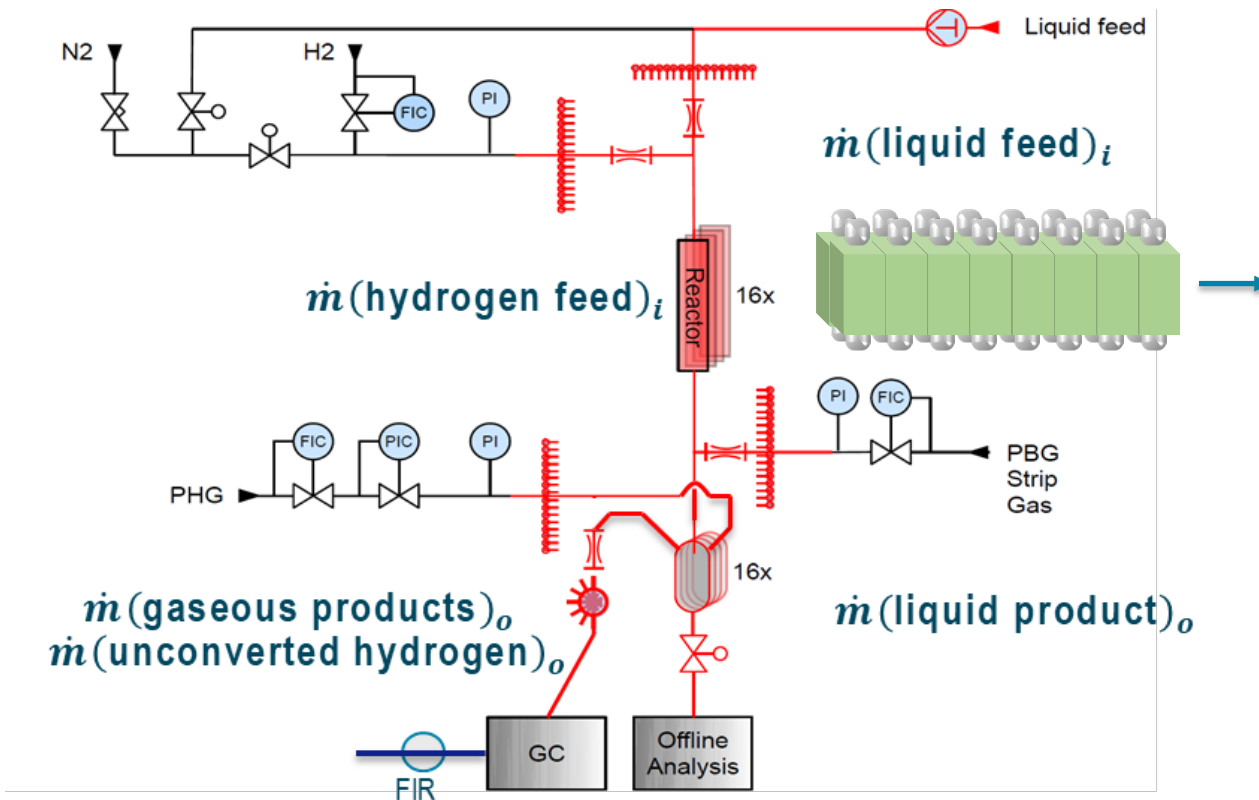 Liquid feed
N2
H2
FIC
PI
ṁ(liquid feed)ᵢ
Reactor
16x
ṁ(hydrogen feed)ᵢ
PI
FIC
FIC
PIC
PI
PHG
PBG
Strip
Gas
16x
ṁ(gaseous products)ₒ
ṁ(unconverted hydrogen)ₒ
ṁ(liquid product)ₒ
GC
Offline
Analysis
FIR